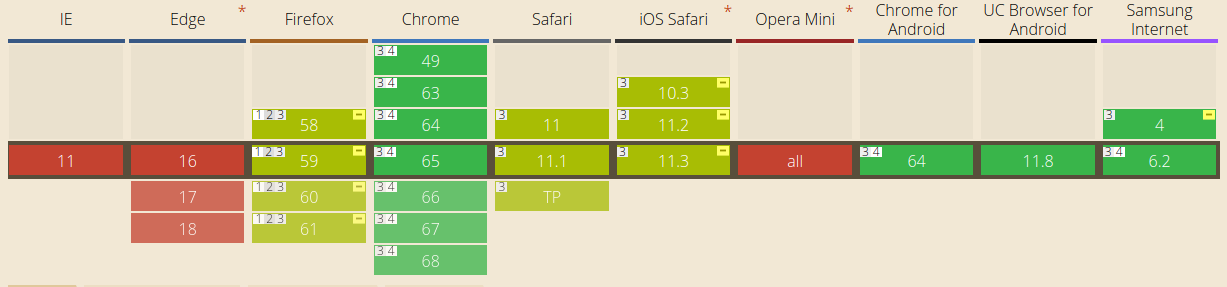 IE Edge * Firefox Chrome Safari iOS Safari * Opera Mini * Chrome for Android UC Browser for Android Samsung Internet
3 4 49
3 4 63 3 10.3 -
1 2 3 58 - 3 4 64 3 11 3 11.2 - 3 4 -
11 16 1 2 3 59 - 3 4 65 3 11.1 3 11.3 - all 3 4 64 11.8 3 4 6.2
17 1 2 3 60 - 3 4 66 3 TP
18 1 2 3 61 - 3 4 67
3 4 68